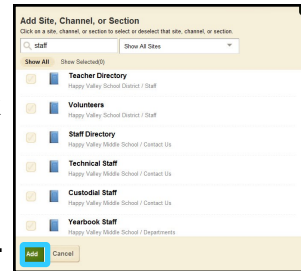 Add Site, Channel, or Section
Click on a site, channel, or section to select or deselect that site, channel, or section.
staff Show All Sites
Show All Show Selected(0)
Teacher Directory
Happy Valley School District / Staff
Volunteers
Happy Valley School District / Staff
Staff Directory
Happy Valley Middle School / Contact Us
Technical Staff
Happy Valley Middle School / Contact Us
Custodial Staff
Happy Valley Middle School / Contact Us
Yearbook Staff
Happy Valley Middle School / Departments
Add Cancel